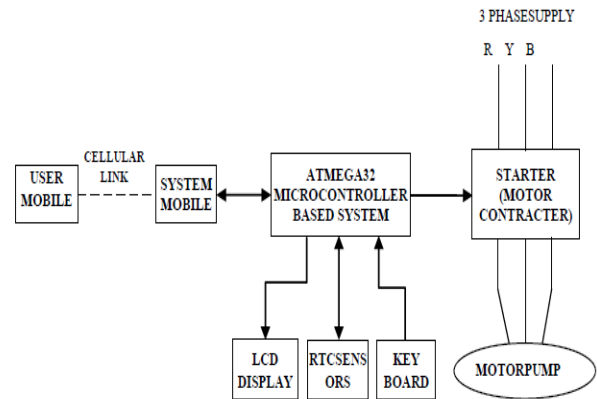 3 PHASESUPPLY
R Y B
CELLULAR
LINK
USER
MOBILE
SYSTEM
MOBILE
ATMEGA32
MICROCONTROLLER
BASED SYSTEM
STARTER
(MOTOR
CONTRACTER)
LCD
DISPLAY
RTCSENS
ORS
KEY
BOARD
MOTORPUMP